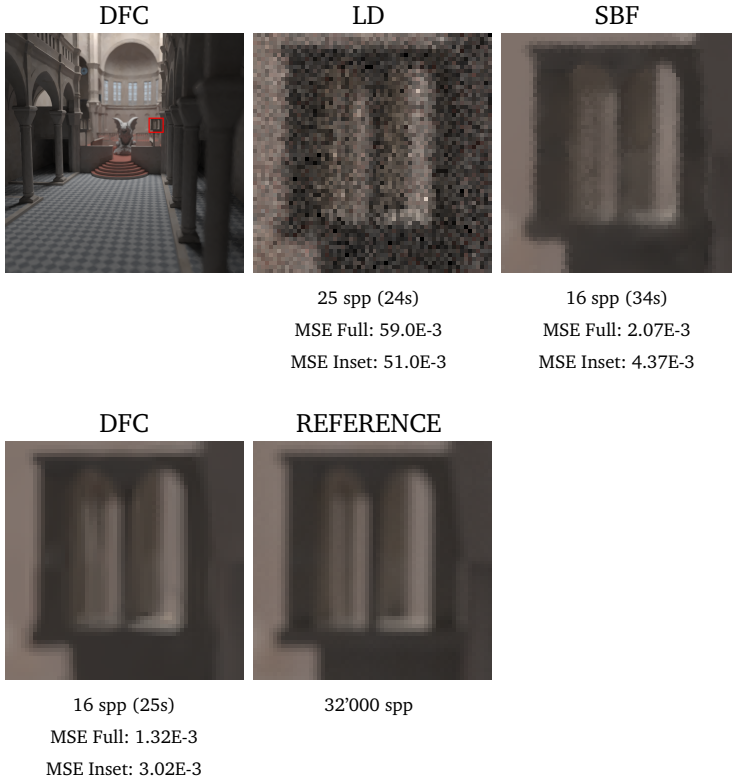 DFC
LD
SBF
25 spp (24s)
MSE Full: 59.0E-3
MSE Inset: 51.0E-3
16 spp (34s)
MSE Full: 2.07E-3
MSE Inset: 4.37E-3
DFC
REFERENCE
16 spp (25s)
MSE Full: 1.32E-3
MSE Inset: 3.02E-3
32’000 spp